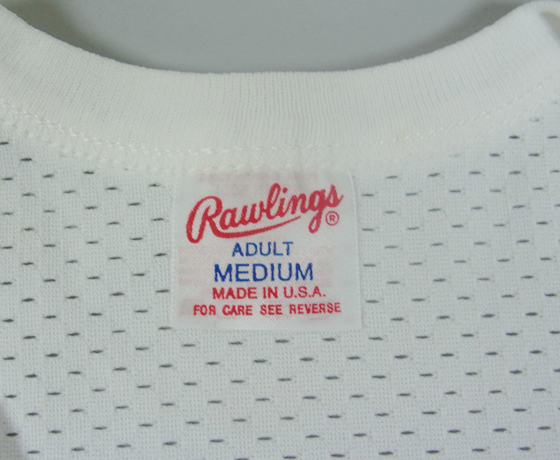 Rawlings®
ADULT
MEDIUM
MADE IN U.S.A.
FOR CARE SEE REVERSE